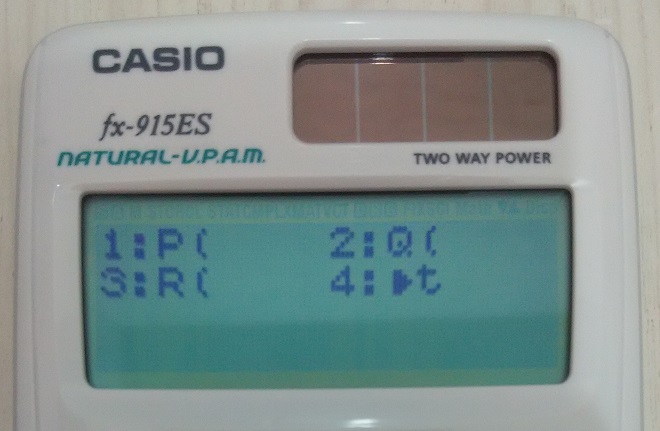 CASIO
fx-915ES
NATURAL-V.P.A.M.
TWO WAY POWER
1:P( 2:Q(
3:R( 4:▶t